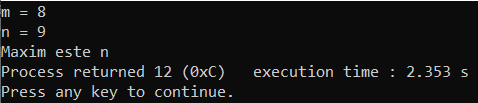 m = 8
n = 9
Maxim este n
Process returned 12 (0xC)   execution time : 2.353 s
Press any key to continue.